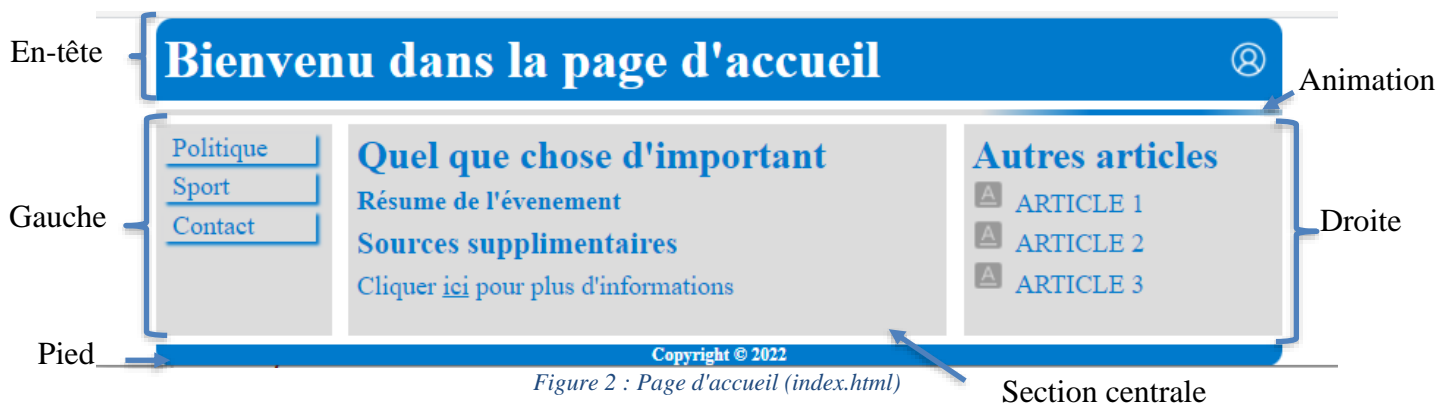 En-tête
Bienvenu dans la page d'accueil
Animation
Gauche
Politique
Sport
Contact
Quel que chose d'important
Résume de l'évenement
Sources supplimentaires
Cliquer ici pour plus d'informations
Autres articles
A ARTICLE 1
A ARTICLE 2
A ARTICLE 3
Droite
Pied
Copyright © 2022
Figure 2 : Page d'accueil (index.html)
Section centrale